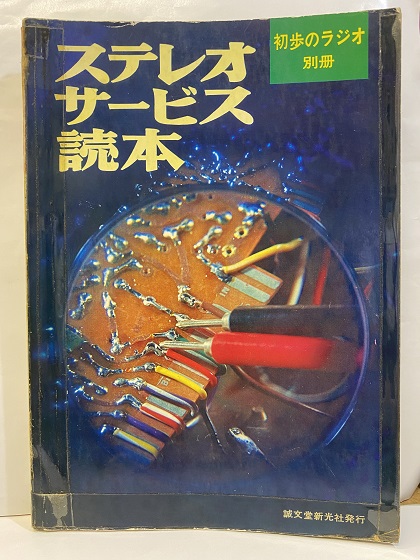 初歩のラジオ
別冊
ステレオ
サービス
読本
誠文堂新光社発行